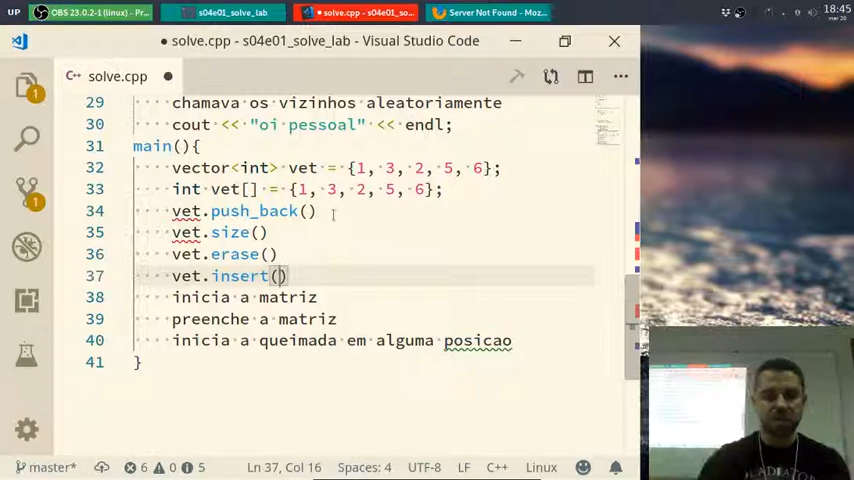 UP OBS 23.0.2-1 (linux) - Pr... s04e01_solve_lab • solve.cpp - s04e01_so... Server Not Found - Moz... 18:45
mar 20
• solve.cpp - s04e01_solve_lab - Visual Studio Code
C++ solve.cpp
29 ····chamava·os·vizinhos·aleatoriamente
30 ····cout·<<·"oi·pessoal"·<<·endl;
31 main(){
32 ····vector<int>·vet·=·{1,·3,·2,·5,·6};
33 ····int·vet[]·=·{1,·3,·2,·5,·6};
34 ····vet.push_back()
35 ····vet.size()
36 ····vet.erase()
37 ····vet.insert()
38 ····inicia·a·matriz
39 ····preenche·a·matriz
40 ····inicia·a·queimada·em·alguma·posicao
41 }
master* 6 0 5 Ln 37, Col 16 Spaces: 4 UTF-8 LF C++ Linux